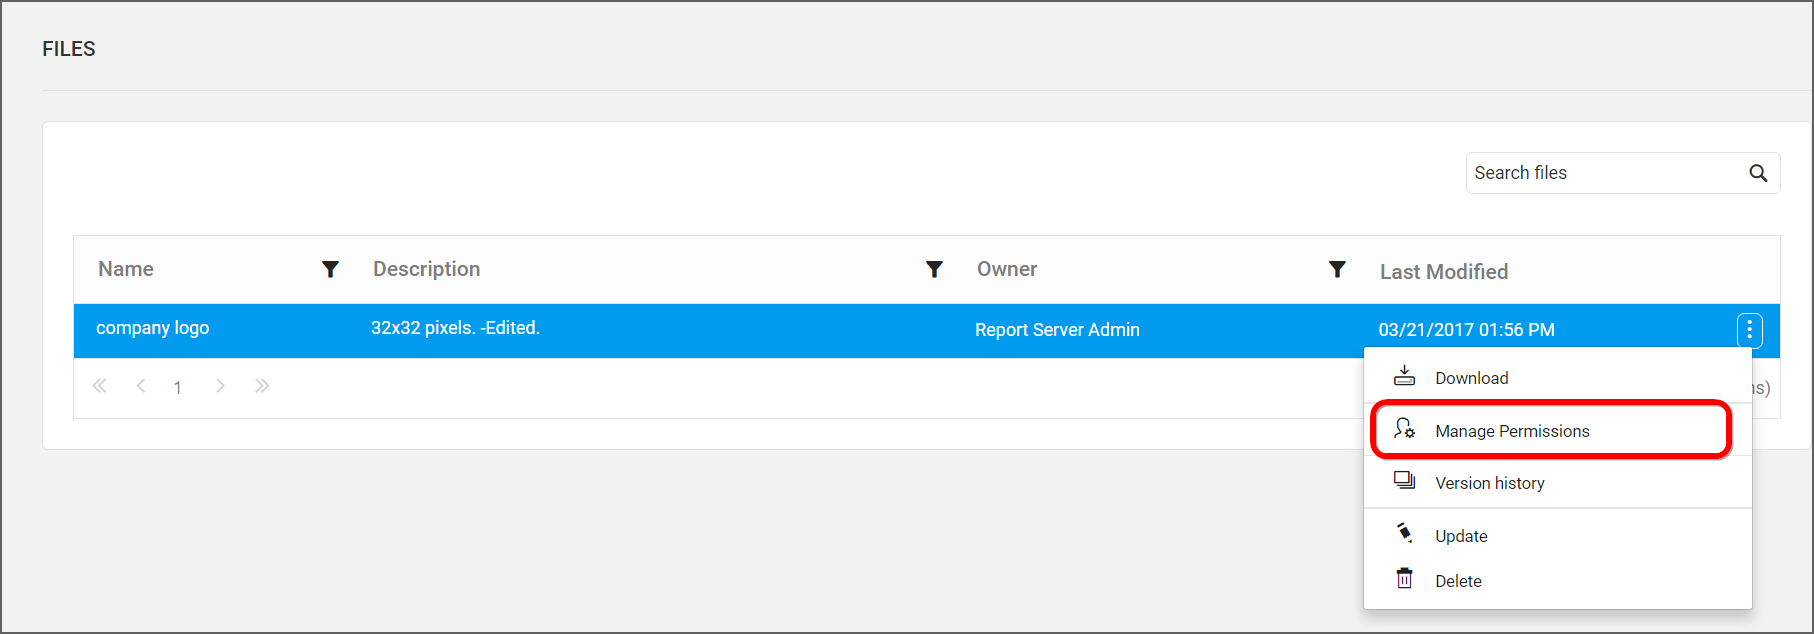 FILES
Search files
Name Description Owner Last Modified
company logo 32x32 pixels. -Edited. Report Server Admin 03/21/2017 01:56 PM
1
Download
Manage Permissions
Version history
Update
Delete